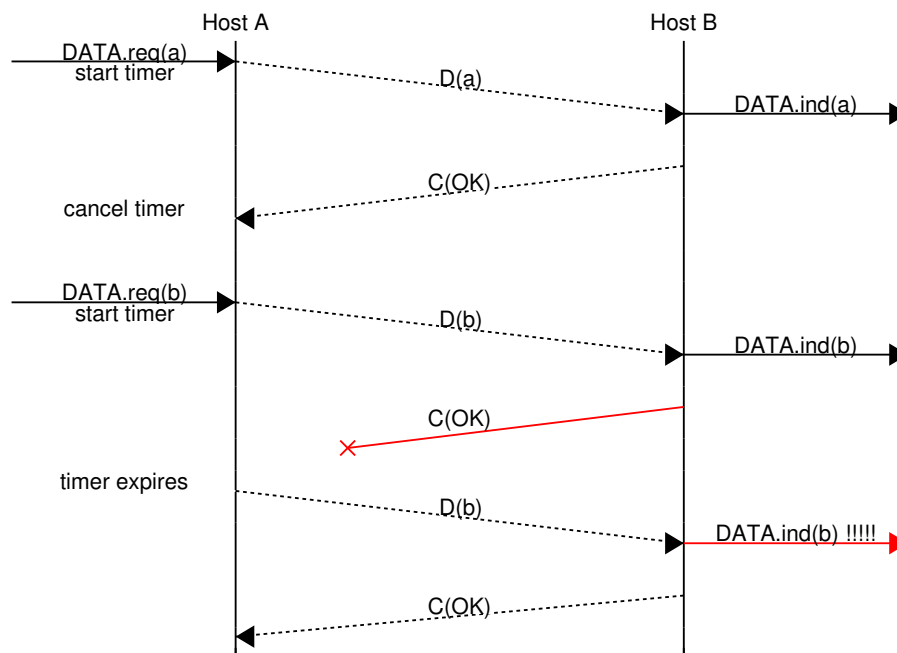 Host A
Host B
DATA.req(a)
start timer
D(a)
DATA.ind(a)
C(OK)
cancel timer
DATA.req(b)
start timer
D(b)
DATA.ind(b)
C(OK)
timer expires
D(b)
DATA.ind(b) !!!!!
C(OK)